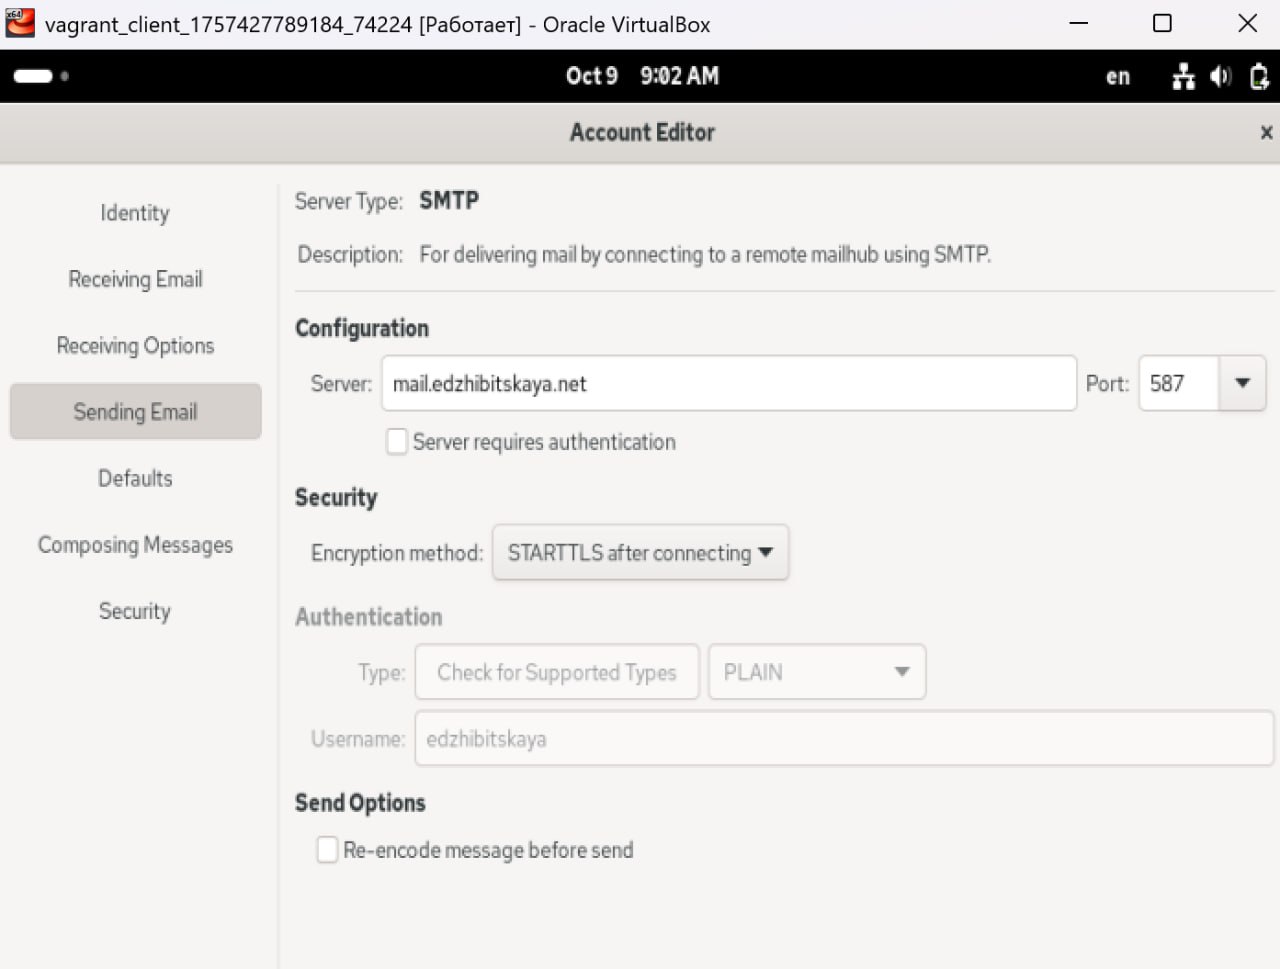 x64
vagrant_client_1757427789184_74224 [Работает] - Oracle VirtualBox
Oct 9 9:02 AM
en
Account Editor
Identity
Receiving Email
Receiving Options
Sending Email
Defaults
Composing Messages
Security
Server Type: SMTP
Description: For delivering mail by connecting to a remote mailhub using SMTP.
Configuration
Server: mail.edzhibitskaya.net Port: 587
Server requires authentication
Security
Encryption method: STARTTLS after connecting
Authentication
Type: Check for Supported Types PLAIN
Username: edzhibitskaya
Send Options
Re-encode message before send